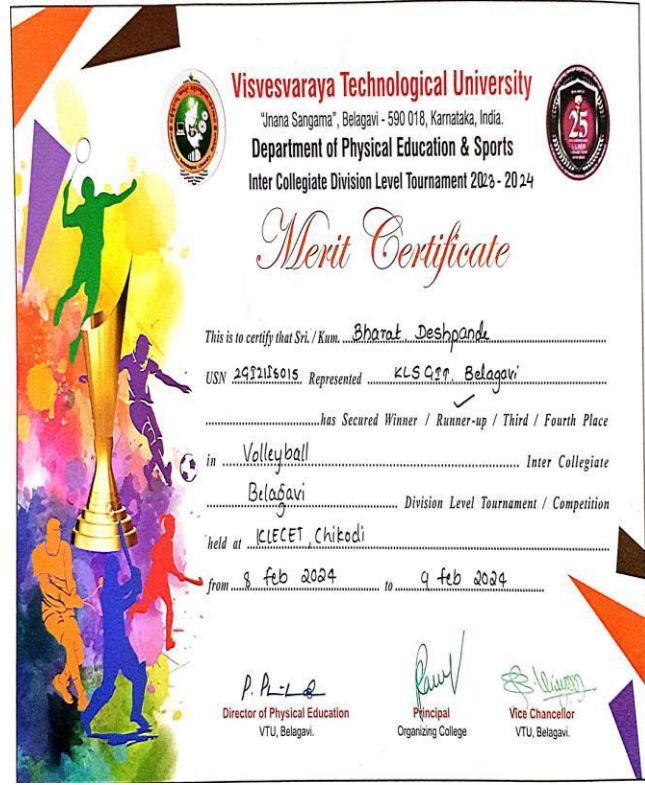 Visvesvaraya Technological University
"Jnana Sangama", Belagavi - 590 018, Karnataka, India.
Department of Physical Education & Sports
Inter Collegiate Division Level Tournament 2023 - 2024
25
Merit Certificate
This is to certify that Sri. / Kum. Bharat Deshpande
USN Represented KLS GIT, Belagavi
has Secured Winner / Runner-up / Third / Fourth Place
in Volleyball Inter Collegiate
Belagavi Division Level Tournament / Competition
held at KLECET, Chikodi
from 8 feb 2024 to 9 feb 2024
Director of Physical Education
VTU, Belagavi.
Principal
Organizing College
Vice Chancellor
VTU, Belagavi.